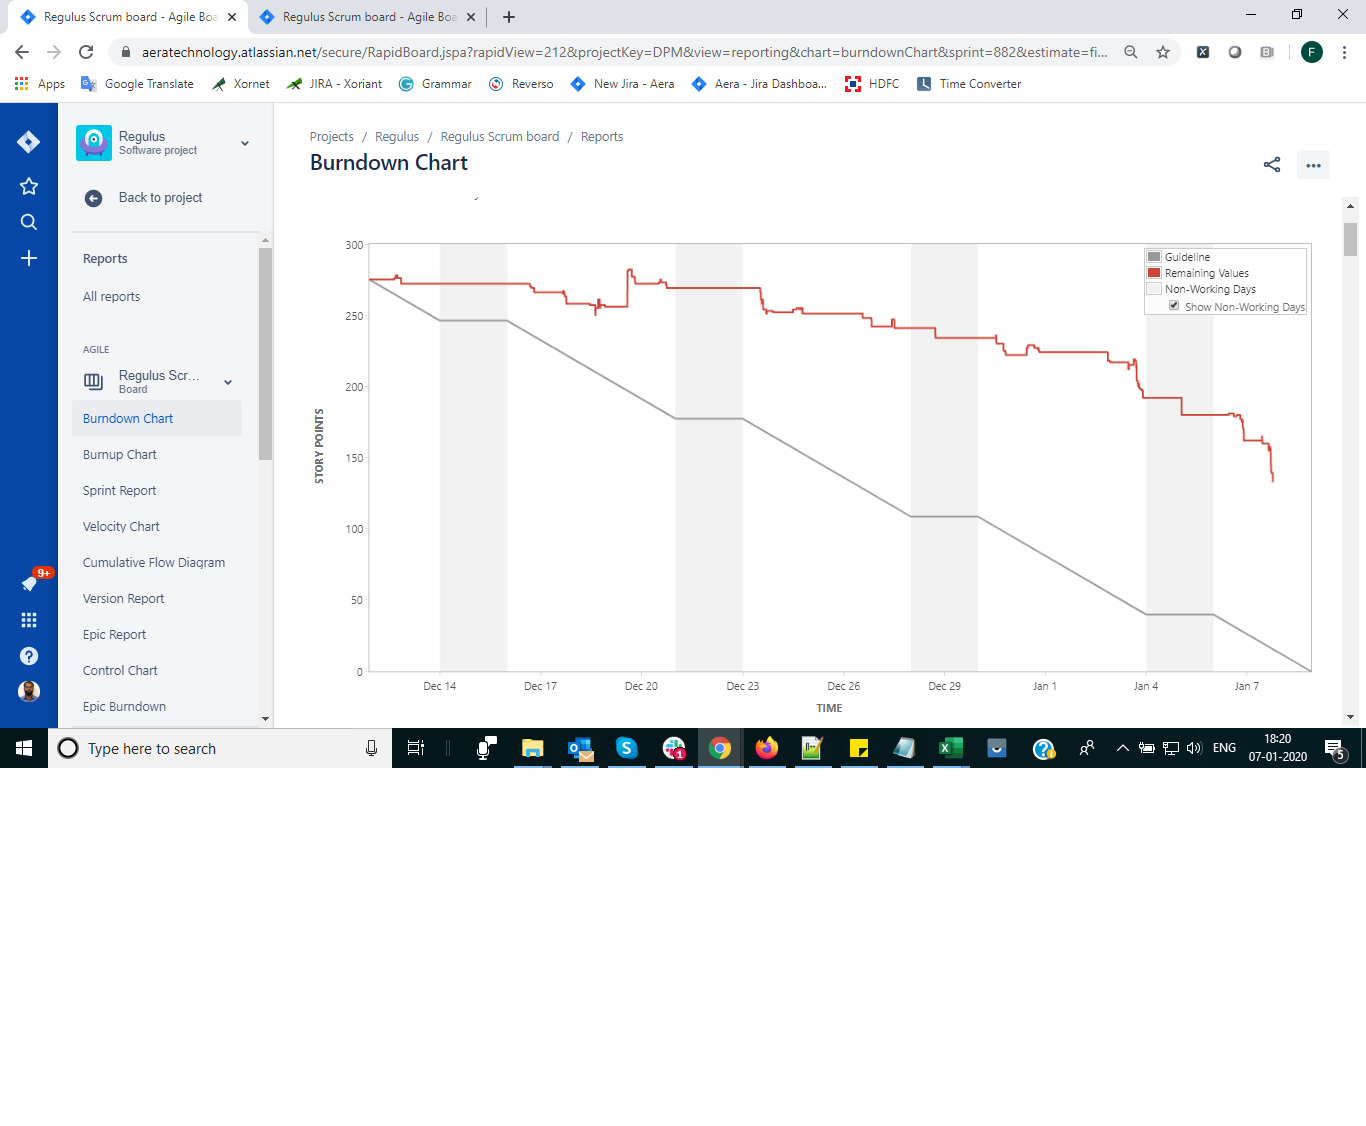 Regulus Scrum board - Agile Boa
Regulus Scrum board - Agile Boa
aeratechnology.atlassian.net/secure/RapidBoard.jspa?rapidView=212&projectKey=DPM&view=reporting&chart=burndownChart&sprint=882&estimate=fi...
F
Apps
Google Translate
Xornet
JIRA - Xoriant
Grammar
Reverso
New Jira - Aera
Aera - Jira Dashboa...
HDFC
Time Converter
Regulus
Software project
Back to project
Reports
All reports
AGILE
Regulus Scr...
Board
Burndown Chart
Burnup Chart
Sprint Report
Velocity Chart
Cumulative Flow Diagram
Version Report
Epic Report
Control Chart
Epic Burndown
9+
Projects / Regulus / Regulus Scrum board / Reports
Burndown Chart
Guideline
Remaining Values
Non-Working Days
Show Non-Working Days
STORY POINTS
300
250
200
150
100
50
0
Dec 14
Dec 17
Dec 20
Dec 23
Dec 26
Dec 29
Jan 1
Jan 4
Jan 7
TIME
Type here to search
1
ENG
18:20
07-01-2020
5